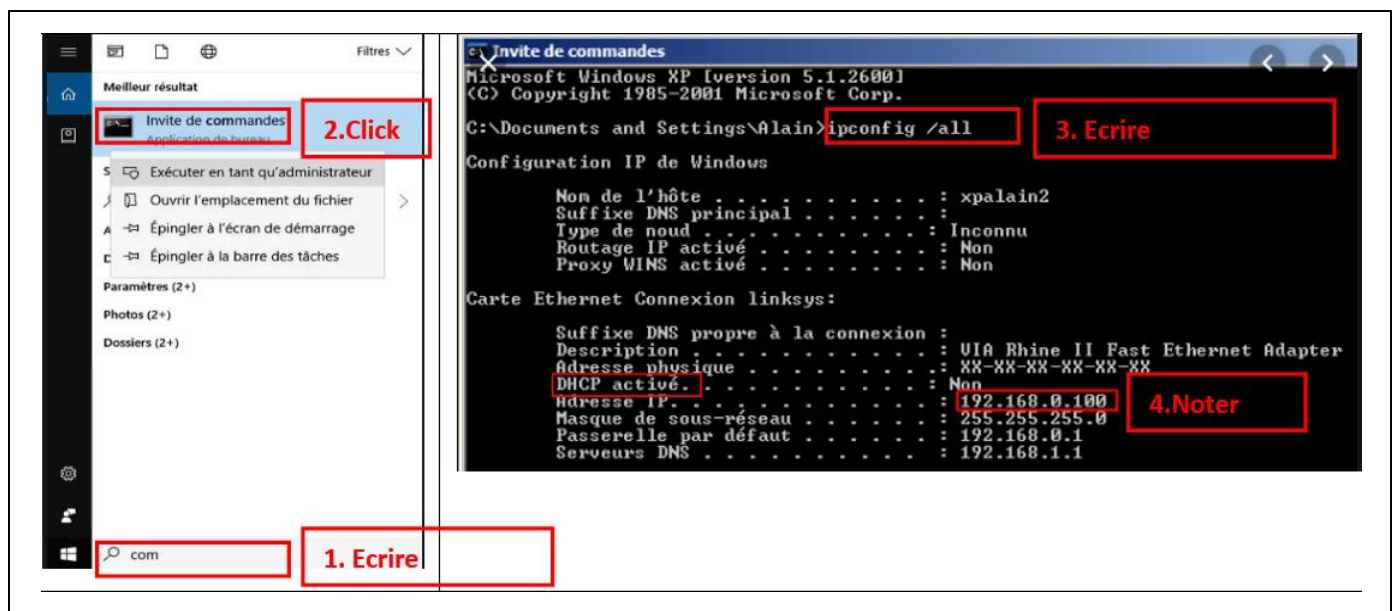 Filtres
Meilleur résultat
Invite de commandes
Application de bureau
2.Click
Exécuter en tant qu'administrateur
Ouvrir l'emplacement du fichier
Épingler à l'écran de démarrage
Épingler à la barre des tâches
Paramètres (2+)
Photos (2+)
Dossiers (2+)
com
1. Ecrire
Invite de commandes
Microsoft Windows XP [version 5.1.2600]
(C) Copyright 1985-2001 Microsoft Corp.
C:\Documents and Settings\Alain>ipconfig /all
3. Ecrire
Configuration IP de Windows
Nom de l'hôte . . . . . . . . . . : xpalain2
Suffixe DNS principal . . . . . . :
Type de noud . . . . . . . . . . : Inconnu
Routage IP activé . . . . . . . . : Non
Proxy WINS activé . . . . . . . . : Non
Carte Ethernet Connexion linksys:
Suffixe DNS propre à la connexion :
Description . . . . . . . . . . . : VIA Rhine II Fast Ethernet Adapter
Adresse physique . . . . . . . . .: XX-XX-XX-XX-XX-XX
DHCP activé. . . . . . . . . . . : Non
Adresse IP. . . . . . . . . . . . : 192.168.0.100
4.Noter
Masque de sous-réseau . . . . . . : 255.255.255.0
Passerelle par défaut . . . . . . : 192.168.0.1
Serveurs DNS . . . . . . . . . . : 192.168.1.1